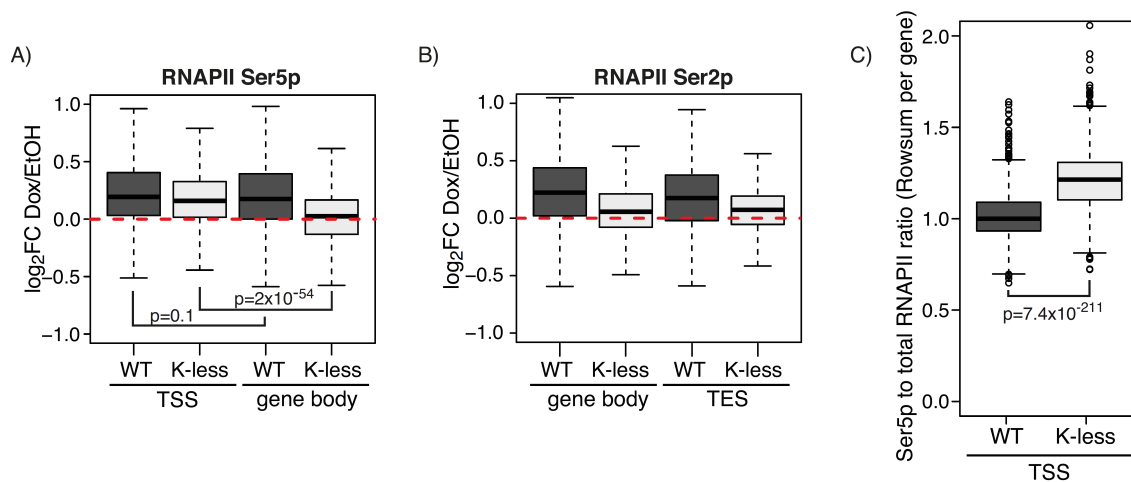 A)
RNAPII Ser5p
log₂FC Dox/EtOH
1.0
0.5
0.0
−0.5
−1.0
p=2x10⁻⁵⁴
p=0.1
WT K-less WT K-less
TSS gene body
B)
RNAPII Ser2p
log₂FC Dox/EtOH
1.0
0.5
0.0
−0.5
−1.0
WT K-less WT K-less
gene body TES
C)
Ser5p to total RNAPII ratio (Rowsum per gene)
2.0
1.5
1.0
0.5
0.0
p=7.4x10⁻²¹¹
WT K-less
TSS